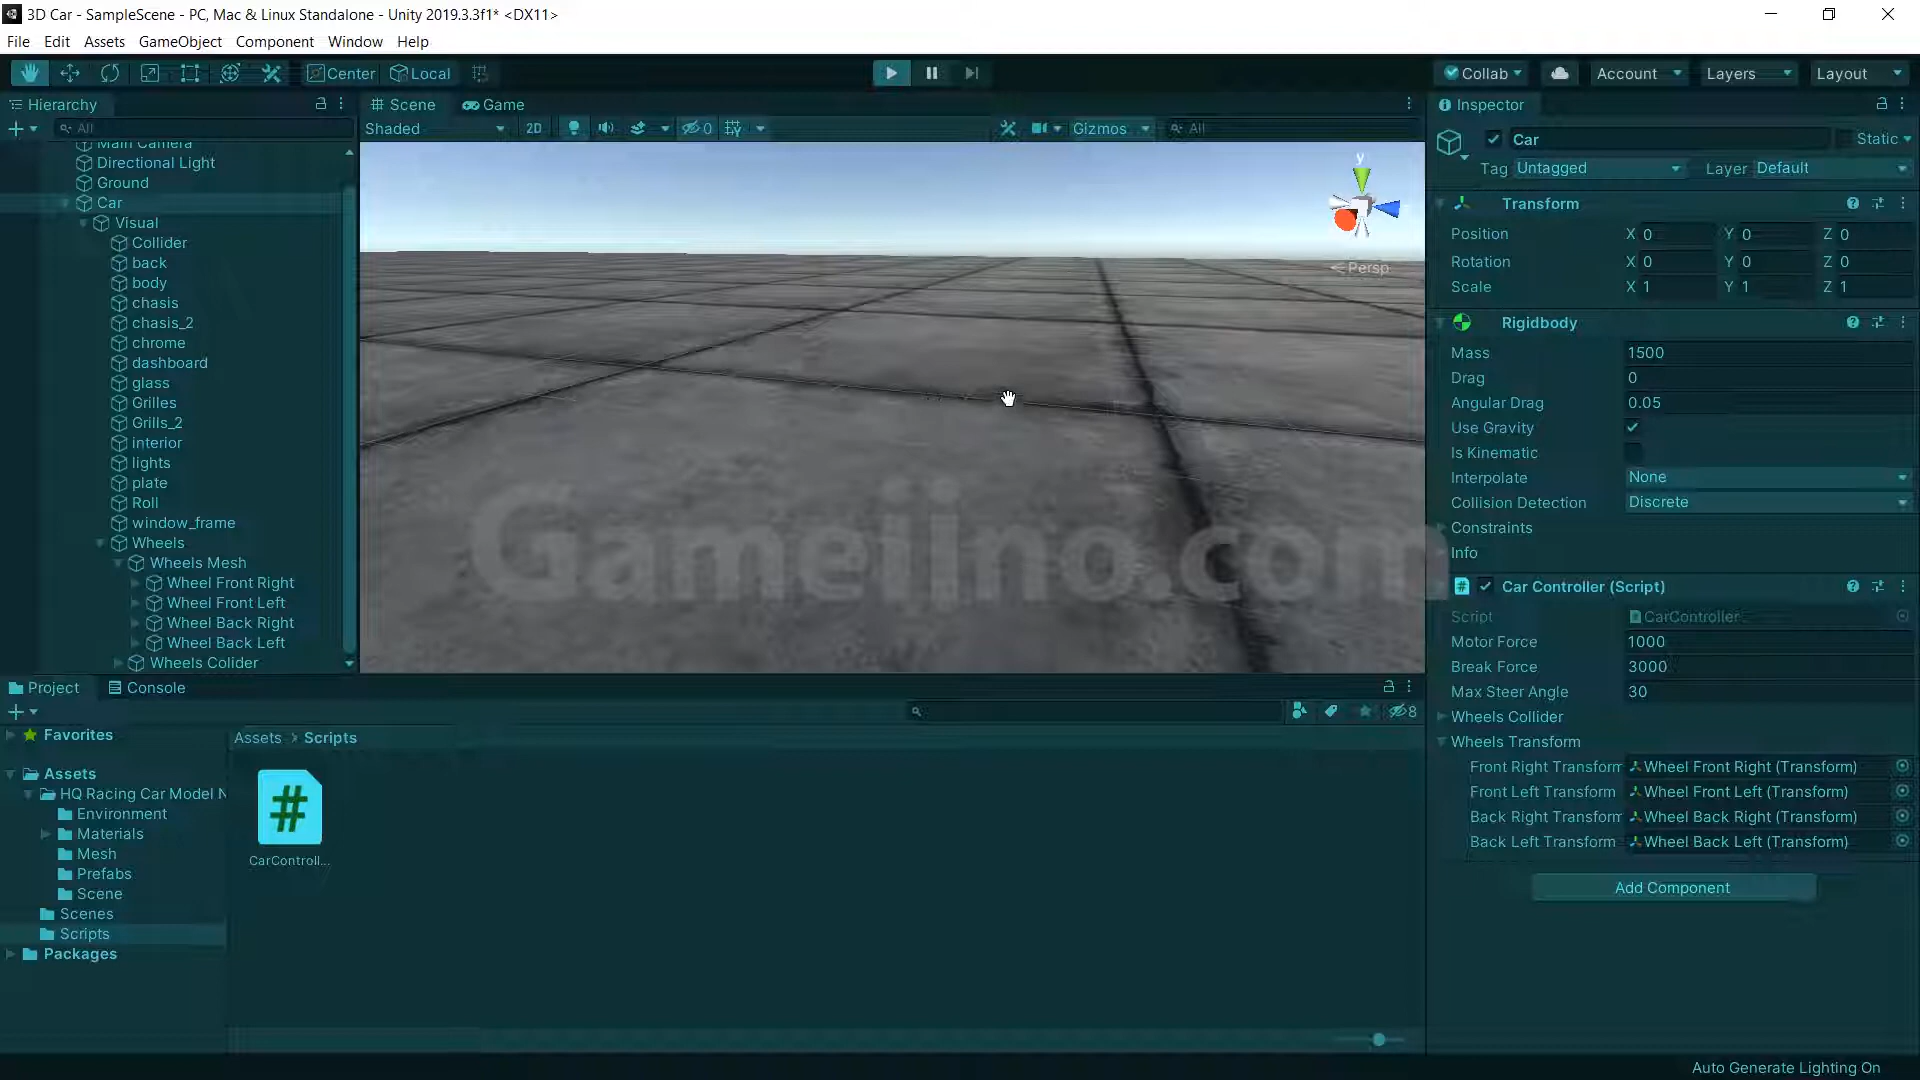 3D Car - SampleScene - PC, Mac & Linux Standalone - Unity 2019.3.3f1* <DX11>
File Edit Assets GameObject Component Window Help
Center Local Collab Account Layers Layout
Hierarchy
All
Main Camera
Directional Light
Ground
Car
Visual
Collider
back
body
chasis
chasis_2
chrome
dashboard
glass
Grilles
Grills_2
interior
lights
plate
Roll
window_frame
Wheels
Wheels Mesh
Wheel Front Right
Wheel Front Left
Wheel Back Right
Wheel Back Left
Wheels Colider
Scene Game
Shaded 2D 0 Gizmos All
y
Persp
Gameiino.com
Inspector
Car Static
Tag Untagged Layer Default
Transform
Position X 0 Y 0 Z 0
Rotation X 0 Y 0 Z 0
Scale X 1 Y 1 Z 1
Rigidbody
Mass 1500
Drag 0
Angular Drag 0.05
Use Gravity
Is Kinematic
Interpolate None
Collision Detection Discrete
Constraints
Info
# Car Controller (Script)
Script CarController
Motor Force 1000
Break Force 3000
Max Steer Angle 30
Wheels Collider
Wheels Transform
Front Right Transform Wheel Front Right (Transform)
Front Left Transform Wheel Front Left (Transform)
Back Right Transform Wheel Back Right (Transform)
Back Left Transform Wheel Back Left (Transform)
Add Component
Project Console
8
Favorites
Assets
HQ Racing Car Model N
Environment
Materials
Mesh
Prefabs
Scene
Scenes
Scripts
Packages
Assets > Scripts
#
CarControll...
Auto Generate Lighting On